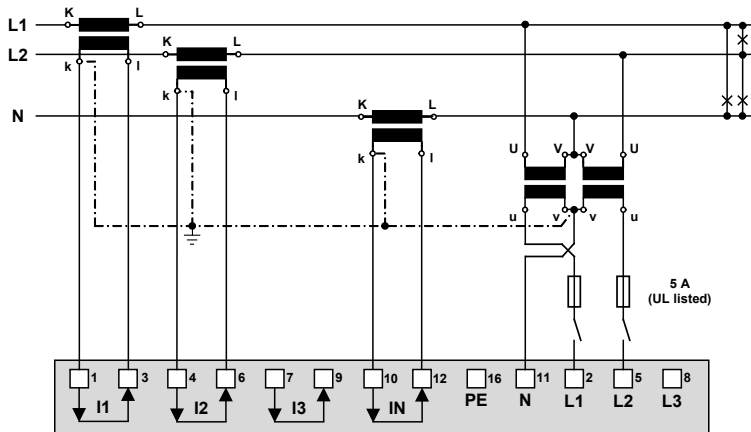 L1 K L
L2 k l K L
k l
N K L
k l
U V V U
u v v u
5 A
(UL listed)
1 3 4 6 7 9 10 12 16 11 2 5 8
I1 I2 I3 IN PE N L1 L2 L3